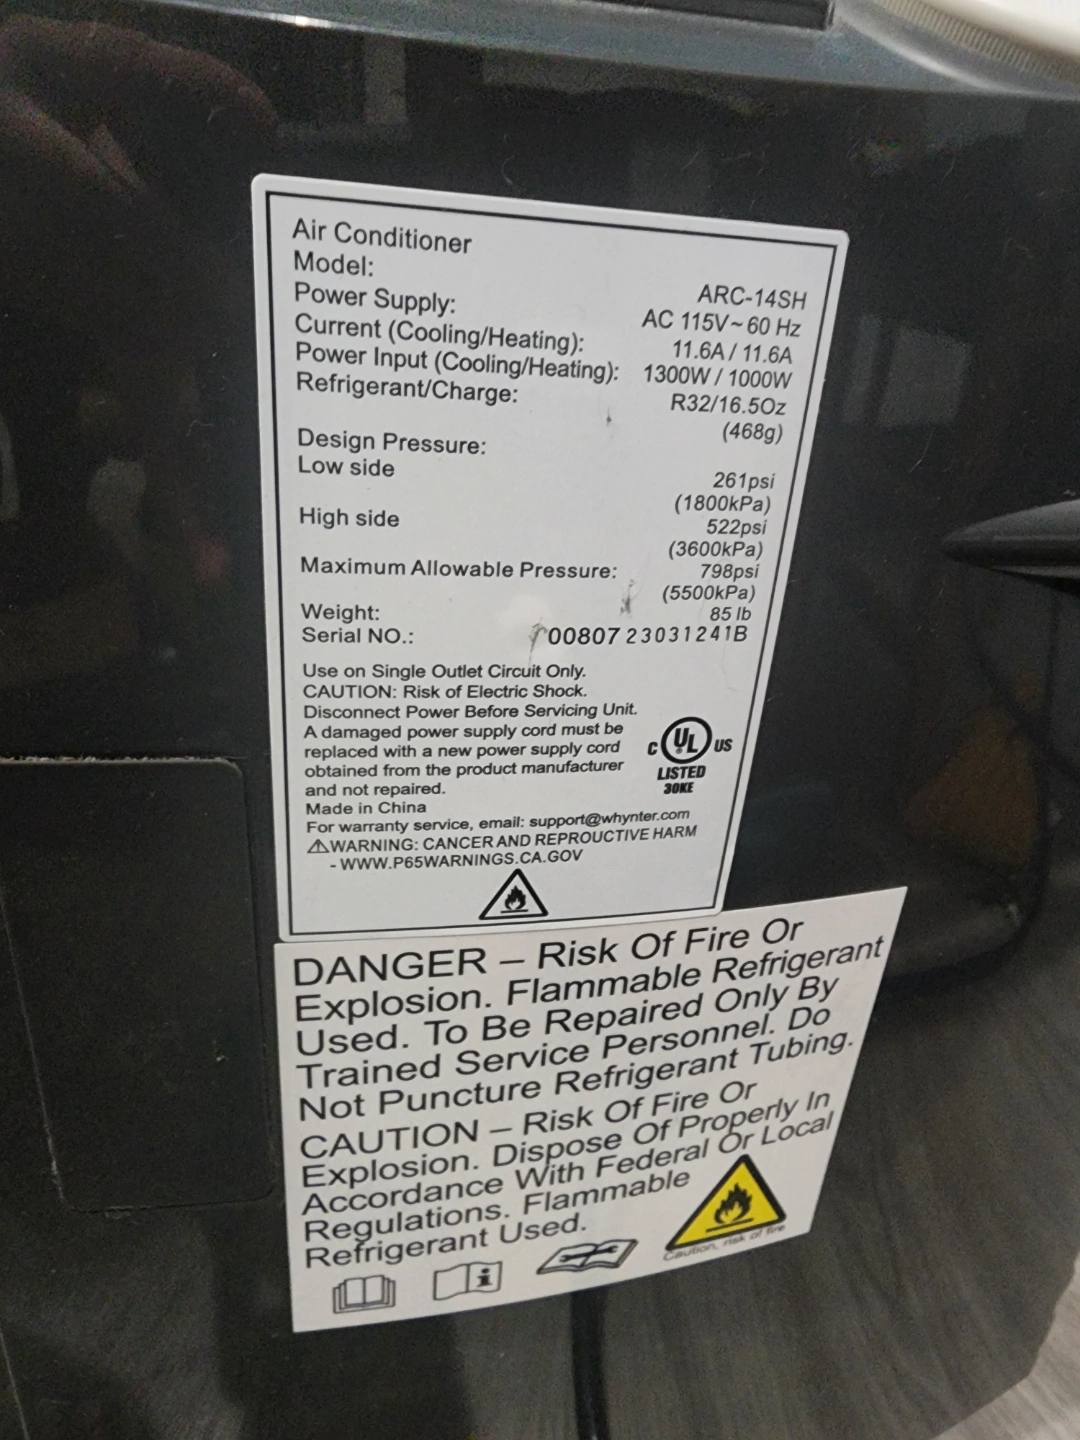 Air Conditioner
Model: ARC-14SH
Power Supply: AC 115V~60 Hz
Current (Cooling/Heating): 11.6A / 11.6A
Power Input (Cooling/Heating): 1300W / 1000W
Refrigerant/Charge: R32/16.5Oz
(468g)
Design Pressure:
Low side 261psi
(1800kPa)
High side 522psi
(3600kPa)
Maximum Allowable Pressure: 798psi
(5500kPa)
Weight: 85 lb
Serial NO.: 00807 23031241B
Use on Single Outlet Circuit Only.
CAUTION: Risk of Electric Shock.
Disconnect Power Before Servicing Unit.
A damaged power supply cord must be
replaced with a new power supply cord
obtained from the product manufacturer
and not repaired.
C UL US
LISTED
30KE
Made in China
For warranty service, email: support@whynter.com
⚠WARNING: CANCER AND REPRODUCTIVE HARM
- WWW.P65WARNINGS.CA.GOV
DANGER – Risk Of Fire Or
Explosion. Flammable Refrigerant
Used. To Be Repaired Only By
Trained Service Personnel. Do
Not Puncture Refrigerant Tubing.
CAUTION – Risk Of Fire Or
Explosion. Dispose Of Properly In
Accordance With Federal Or Local
Regulations. Flammable
Refrigerant Used.
Caution, risk of fire